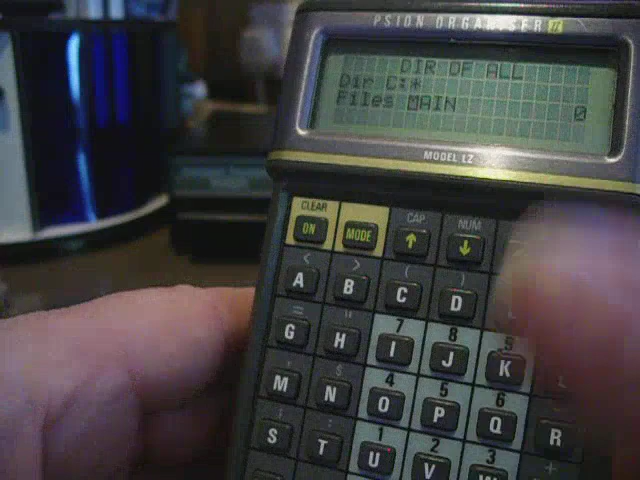 PSION ORGANISER II
DIR OF ALL
Dir C:*
Files MAIN 0
MODEL LZ
CLEAR CAP NUM
ON MODE
< > ( )
A B C D
= " 7 8 9
G H I J K
$ 4 5 6
M N O P Q R
; : 1 2 3 +
S T U V W